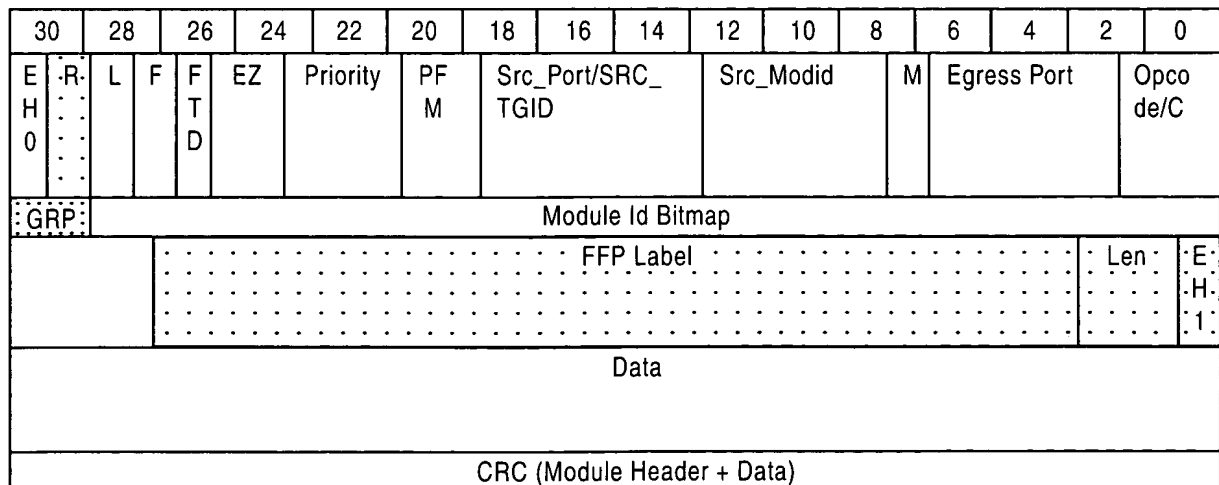 30 28 26 24 22 20 18 16 14 12 10 8 6 4 2 0
E R L F F EZ Priority PF Src_Port/SRC_ Src_Modid M Egress Port Opco
H T M TGID de/C
0 D
GRP Module Id Bitmap
FFP Label Len E
H
1
Data
CRC (Module Header + Data)